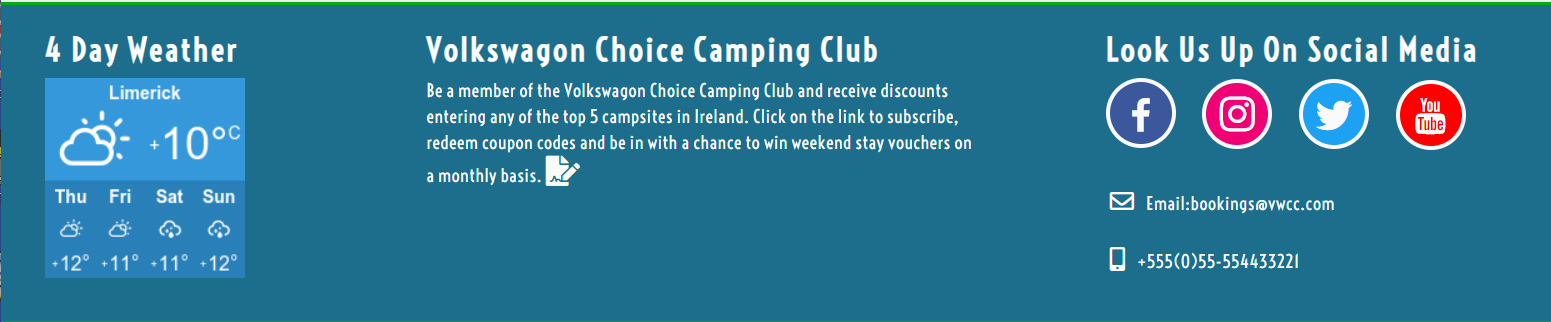 4 Day Weather
Limerick
+10°C
Thu Fri Sat Sun
+12° +11° +11° +12°
Volkswagon Choice Camping Club
Be a member of the Volkswagon Choice Camping Club and receive discounts
entering any of the top 5 campsites in Ireland. Click on the link to subscribe,
redeem coupon codes and be in with a chance to win weekend stay vouchers on
a monthly basis.
Look Us Up On Social Media
You
Tube
Email:bookings@vwcc.com
+555(0)55-554433221